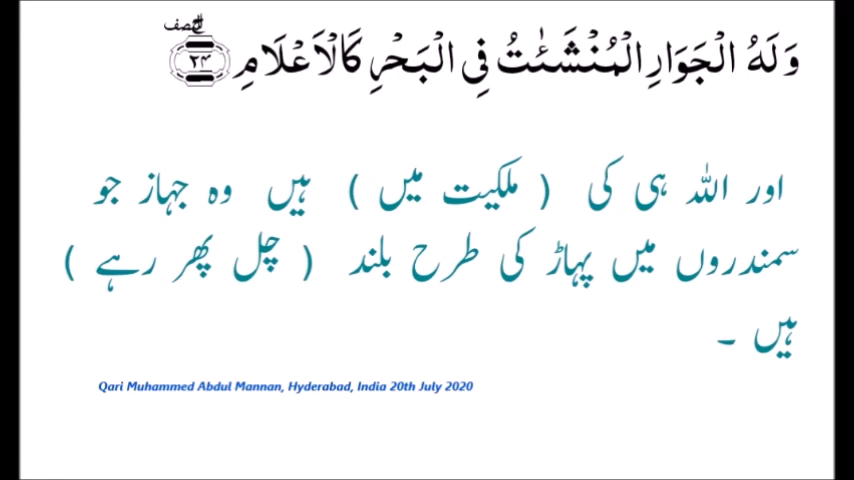 نصف
وَلَهُ الْجَوَارِ الْمُنْشَـٰٔتُ فِي الْبَحْرِ كَالْاَعْلَامِ ۲۴
اور اللہ ہی کی ( ملکیت میں ) ہیں وہ جہاز جو
سمندروں میں پہاڑ کی طرح بلند ( چل پھر رہے )
ہیں ۔
Qari Muhammed Abdul Mannan, Hyderabad, India 20th July 2020